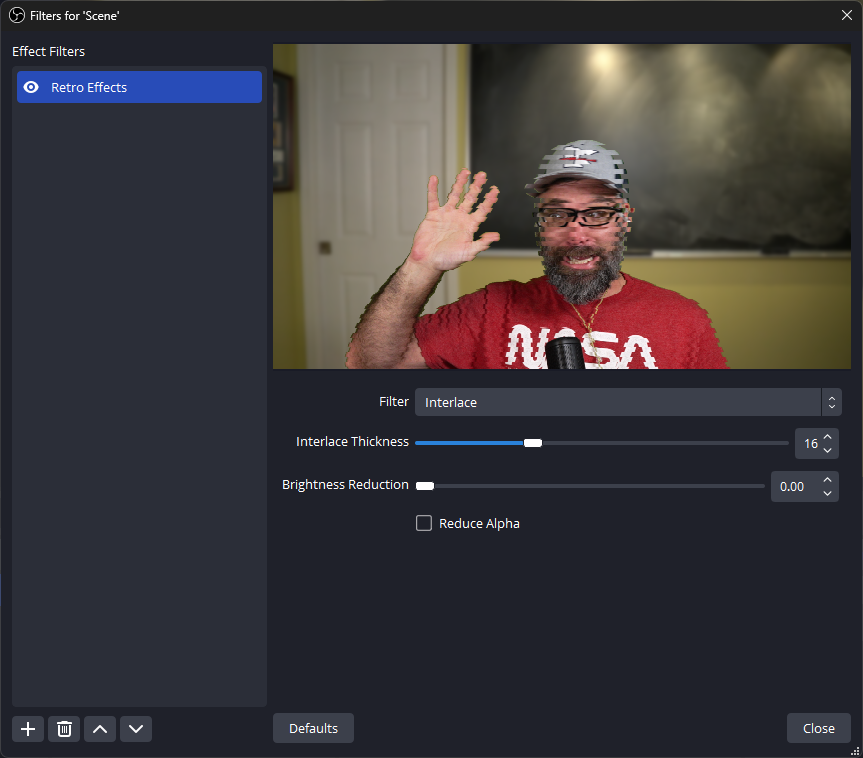 Filters for 'Scene'
Effect Filters
Retro Effects
NASA
Filter Interlace
Interlace Thickness 16
Brightness Reduction 0.00
Reduce Alpha
Defaults Close